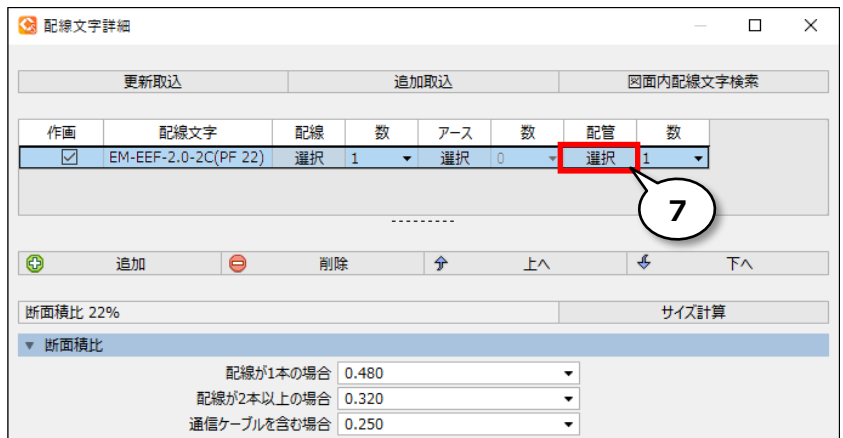 配線文字詳細
更新取込 追加取込 図面内配線文字検索
作画 配線文字 配線 数 アース 数 配管 数
EM-EEF-2.0-2C(PF 22) 選択 1 選択 0 選択 1
7
追加 削除 上へ 下へ
断面積比 22% サイズ計算
断面積比
配線が1本の場合 0.480
配線が2本以上の場合 0.320
通信ケーブルを含む場合 0.250